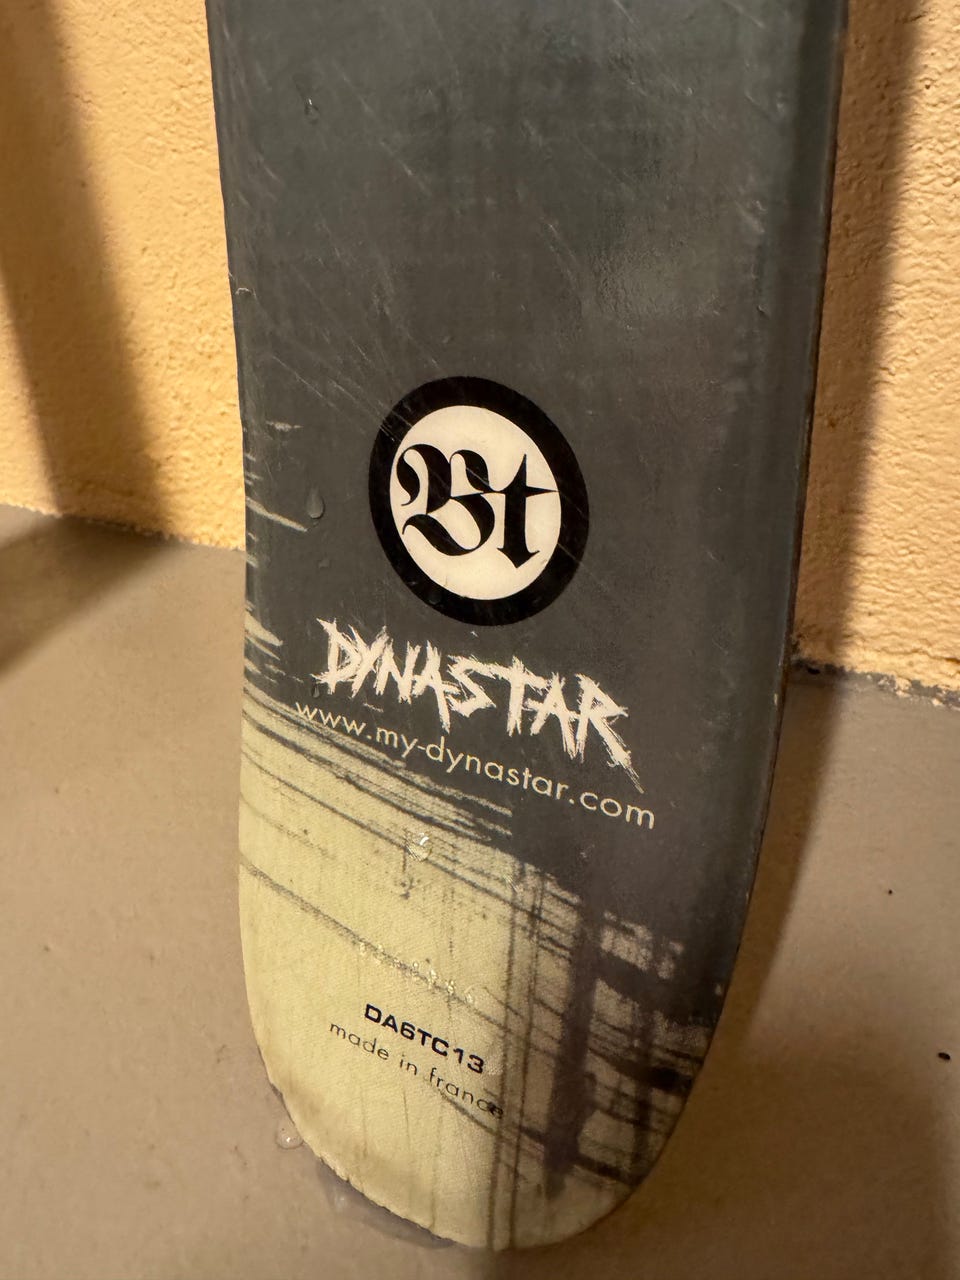 Bt
DYNASTAR
www.my-dynastar.com
DA6TC13
made in france